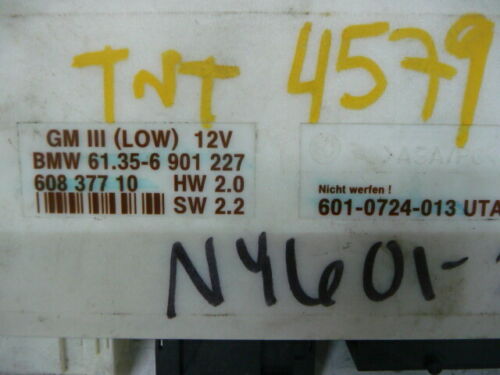 TNT 4579
GM III (LOW) 12V
BMW 61.35-6 901 227
608 377 10 HW 2.0
SW 2.2
Nicht werfen !
601-0724-013 UTA
NY601-